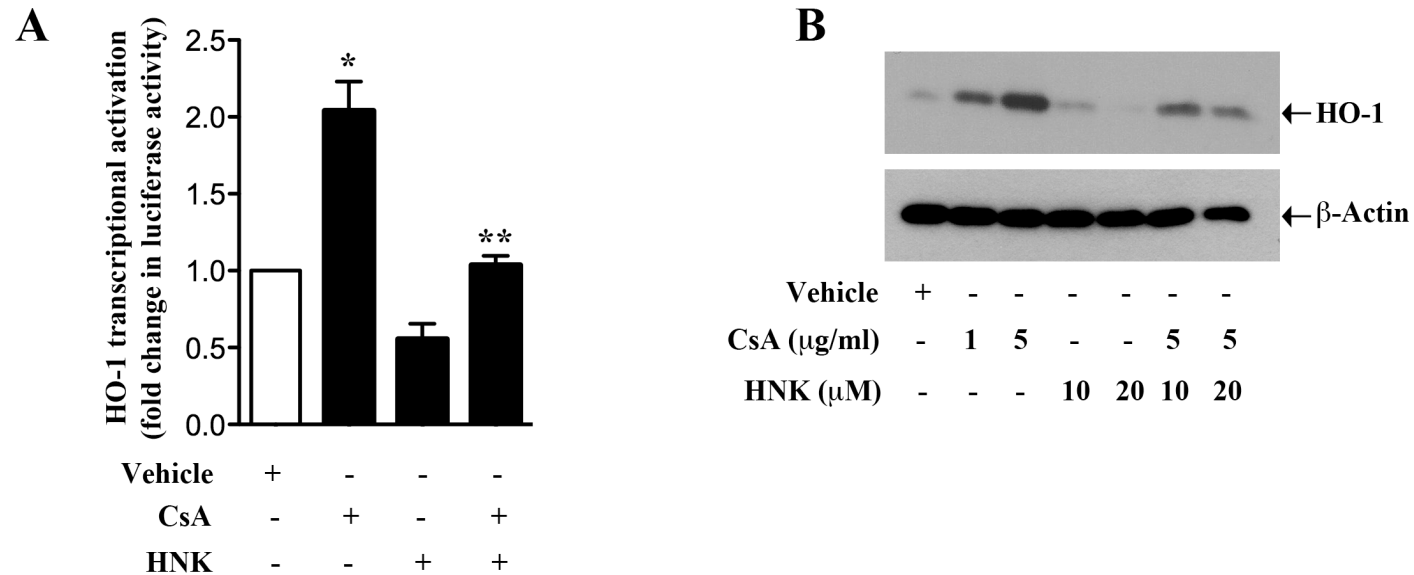 A
HO-1 transcriptional activation
(fold change in luciferase activity)
2.5
2.0
1.5
1.0
0.5
0.0
*
**
Vehicle + - - -
CsA - + - +
HNK - - + +
B
HO-1
β-Actin
Vehicle + - - - - - -
CsA (μg/ml) - 1 5 - - 5 5
HNK (μM) - - - 10 20 10 20